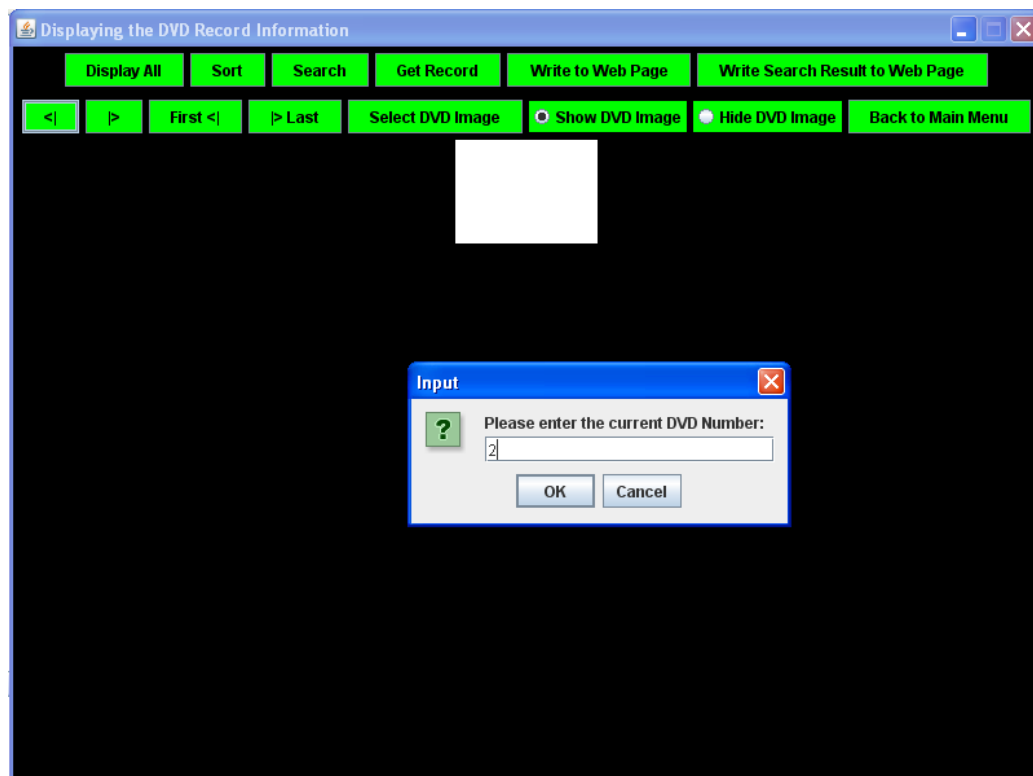 Displaying the DVD Record Information
Display All Sort Search Get Record Write to Web Page Write Search Result to Web Page
<| |> First <| |> Last Select DVD Image Show DVD Image Hide DVD Image Back to Main Menu
Input
Please enter the current DVD Number:
2
OK Cancel